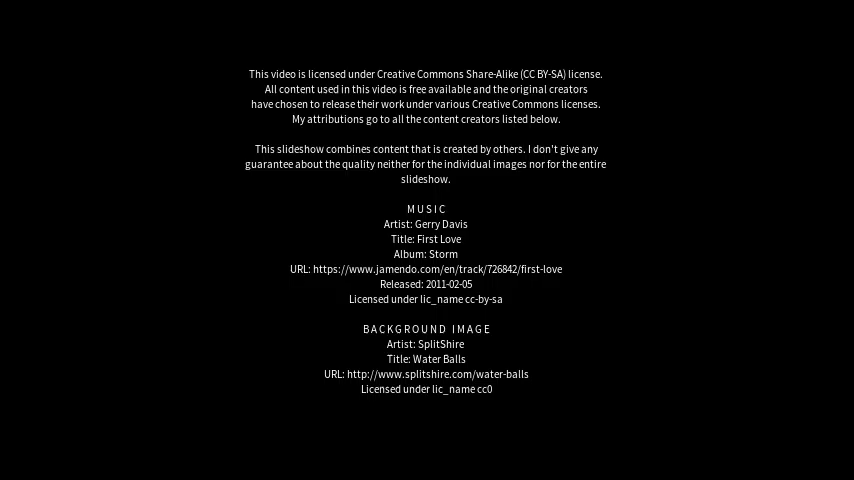 This video is licensed under Creative Commons Share-Alike (CC BY-SA) license.
All content used in this video is free available and the original creators
have chosen to release their work under various Creative Commons licenses.
My attributions go to all the content creators listed below.
This slideshow combines content that is created by others. I don't give any
guarantee about the quality neither for the individual images nor for the entire
slideshow.
MUSIC
Artist: Gerry Davis
Title: First Love
Album: Storm
URL: https://www.jamendo.com/en/track/726842/first-love
Released: 2011-02-05
Licensed under lic_name cc-by-sa
BACKGROUND IMAGE
Artist: SplitShire
Title: Water Balls
URL: http://www.splitshire.com/water-balls
Licensed under lic_name cc0